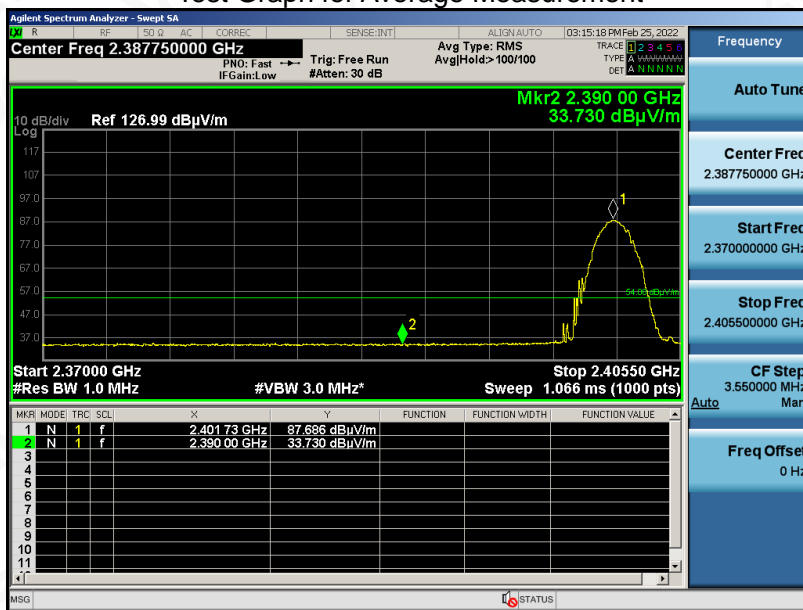 Test Graph for Average Measurement
Agilent Spectrum Analyzer - Swept SA
LXI R RF 50 Ω AC CORREC SENSE:INT ALIGN AUTO 03:15:18 PM Feb 25, 2022
Center Freq 2.387750000 GHz
PNO: Fast
IFGain:Low
Trig: Free Run
#Atten: 30 dB
Avg Type: RMS
Avg|Hold:>100/100
TRACE 1 2 3 4 5 6
TYPE A WWWWW
DET A N N N N N
Mkr2 2.390 00 GHz
33.730 dBµV/m
10 dB/div Ref 126.99 dBµV/m
Log
117
107
97.0
87.0
77.0
67.0
57.0
47.0
37.0
1
54.00 dBµV/m
2
Start 2.37000 GHz Stop 2.40550 GHz
#Res BW 1.0 MHz #VBW 3.0 MHz* Sweep 1.066 ms (1000 pts)
MKR MODE TRC SCL X Y FUNCTION FUNCTION WIDTH FUNCTION VALUE
1 N 1 f 2.401 73 GHz 87.686 dBµV/m
2 N 1 f 2.390 00 GHz 33.730 dBµV/m
3
4
5
6
7
8
9
10
11
MSG STATUS
Frequency
Auto Tune
Center Freq
2.387750000 GHz
Start Freq
2.370000000 GHz
Stop Freq
2.405500000 GHz
CF Step
3.550000 MHz
Auto Man
Freq Offset
0 Hz